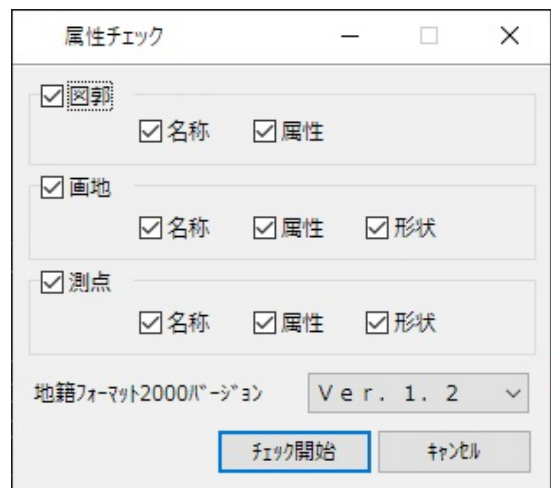 属性チェック
図郭
名称 属性
画地
名称 属性 形状
測点
名称 属性 形状
地籍ﾌｫｰﾏｯﾄ2000ﾊﾞｰｼﾞｮﾝ Ｖｅｒ．１．２
ﾁｪｯｸ開始 ｷｬﾝｾﾙ